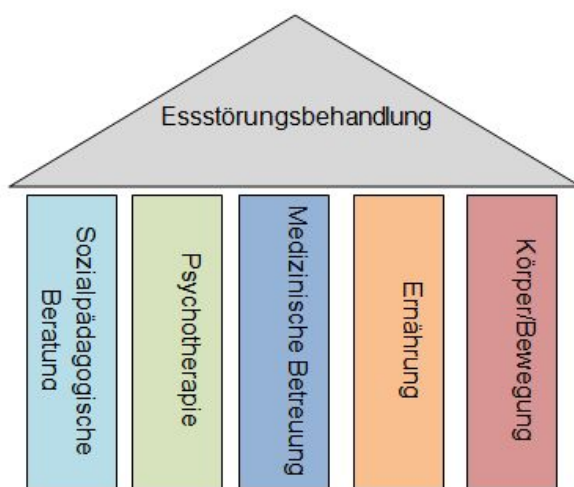 Essstörungsbehandlung
Sozialpädagogische
Beratung
Psychotherapie
Medizinische Betreuung
Ernährung
Körper/Bewegung